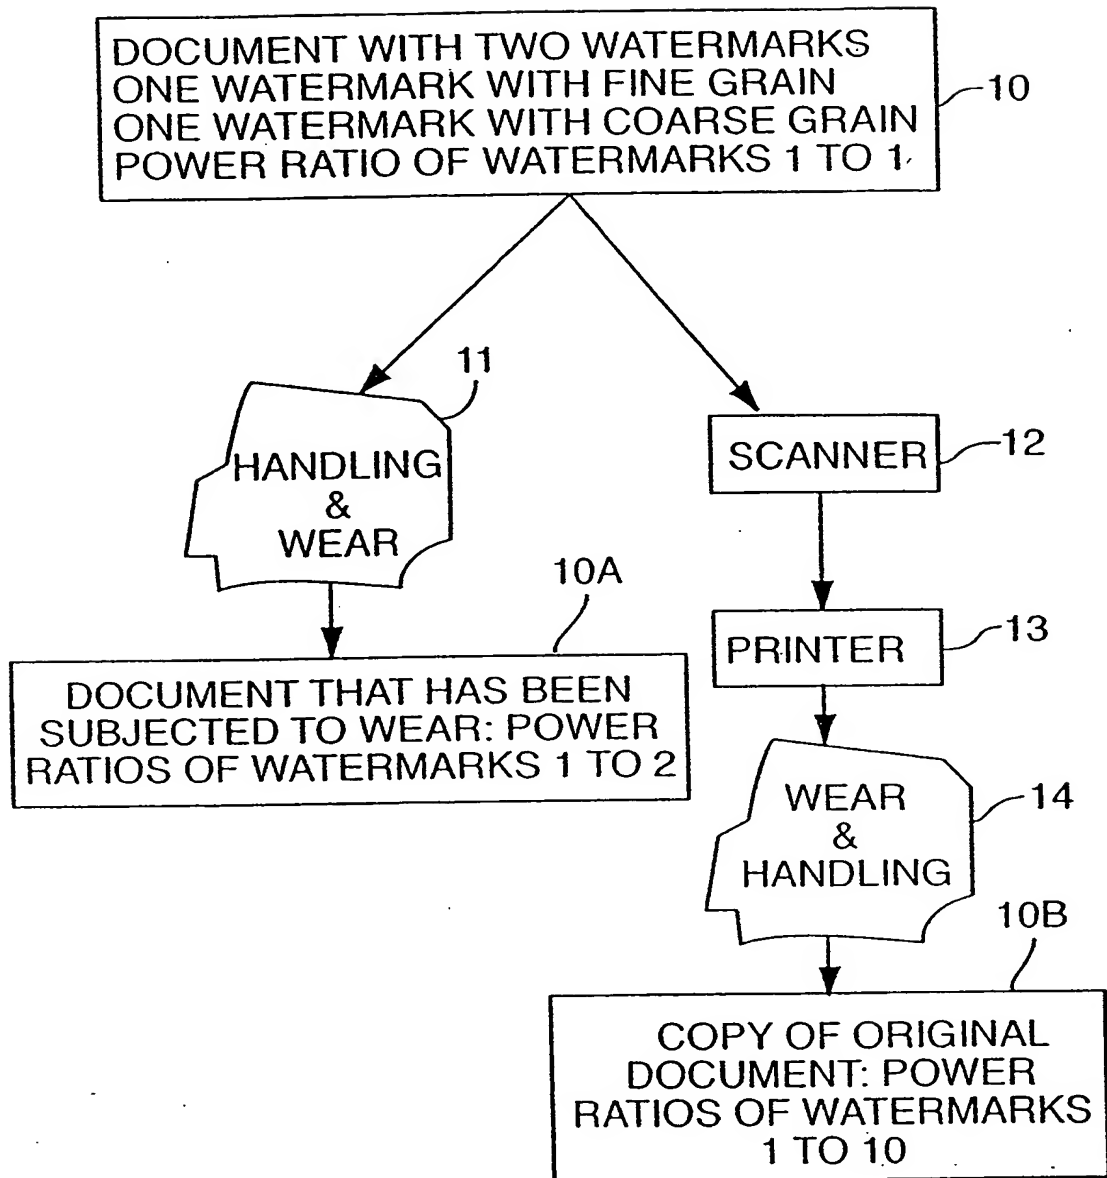 DOCUMENT WITH TWO WATERMARKS
ONE WATERMARK WITH FINE GRAIN
ONE WATERMARK WITH COARSE GRAIN
POWER RATIO OF WATERMARKS 1 TO 1
10
11
HANDLING
&
WEAR
SCANNER
12
10A
PRINTER
13
DOCUMENT THAT HAS BEEN
SUBJECTED TO WEAR: POWER
RATIOS OF WATERMARKS 1 TO 2
WEAR
&
HANDLING
14
10B
COPY OF ORIGINAL
DOCUMENT: POWER
RATIOS OF WATERMARKS
1 TO 10